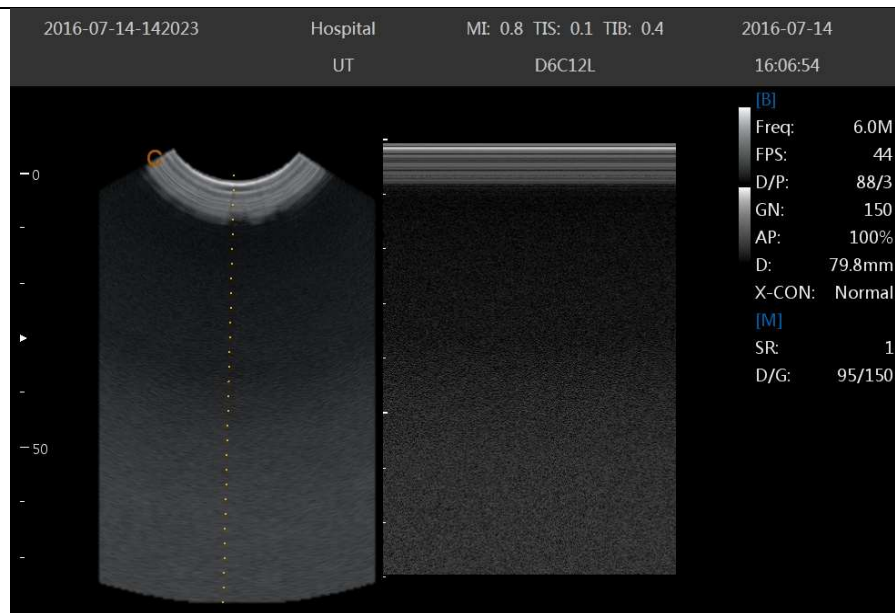 2016-07-14-142023 Hospital MI: 0.8 TIS: 0.1 TIB: 0.4 2016-07-14
UT D6C12L 16:06:54
[B]
Freq: 6.0M
FPS: 44
D/P: 88/3
GN: 150
AP: 100%
D: 79.8mm
X-CON: Normal
[M]
SR: 1
D/G: 95/150
0
50